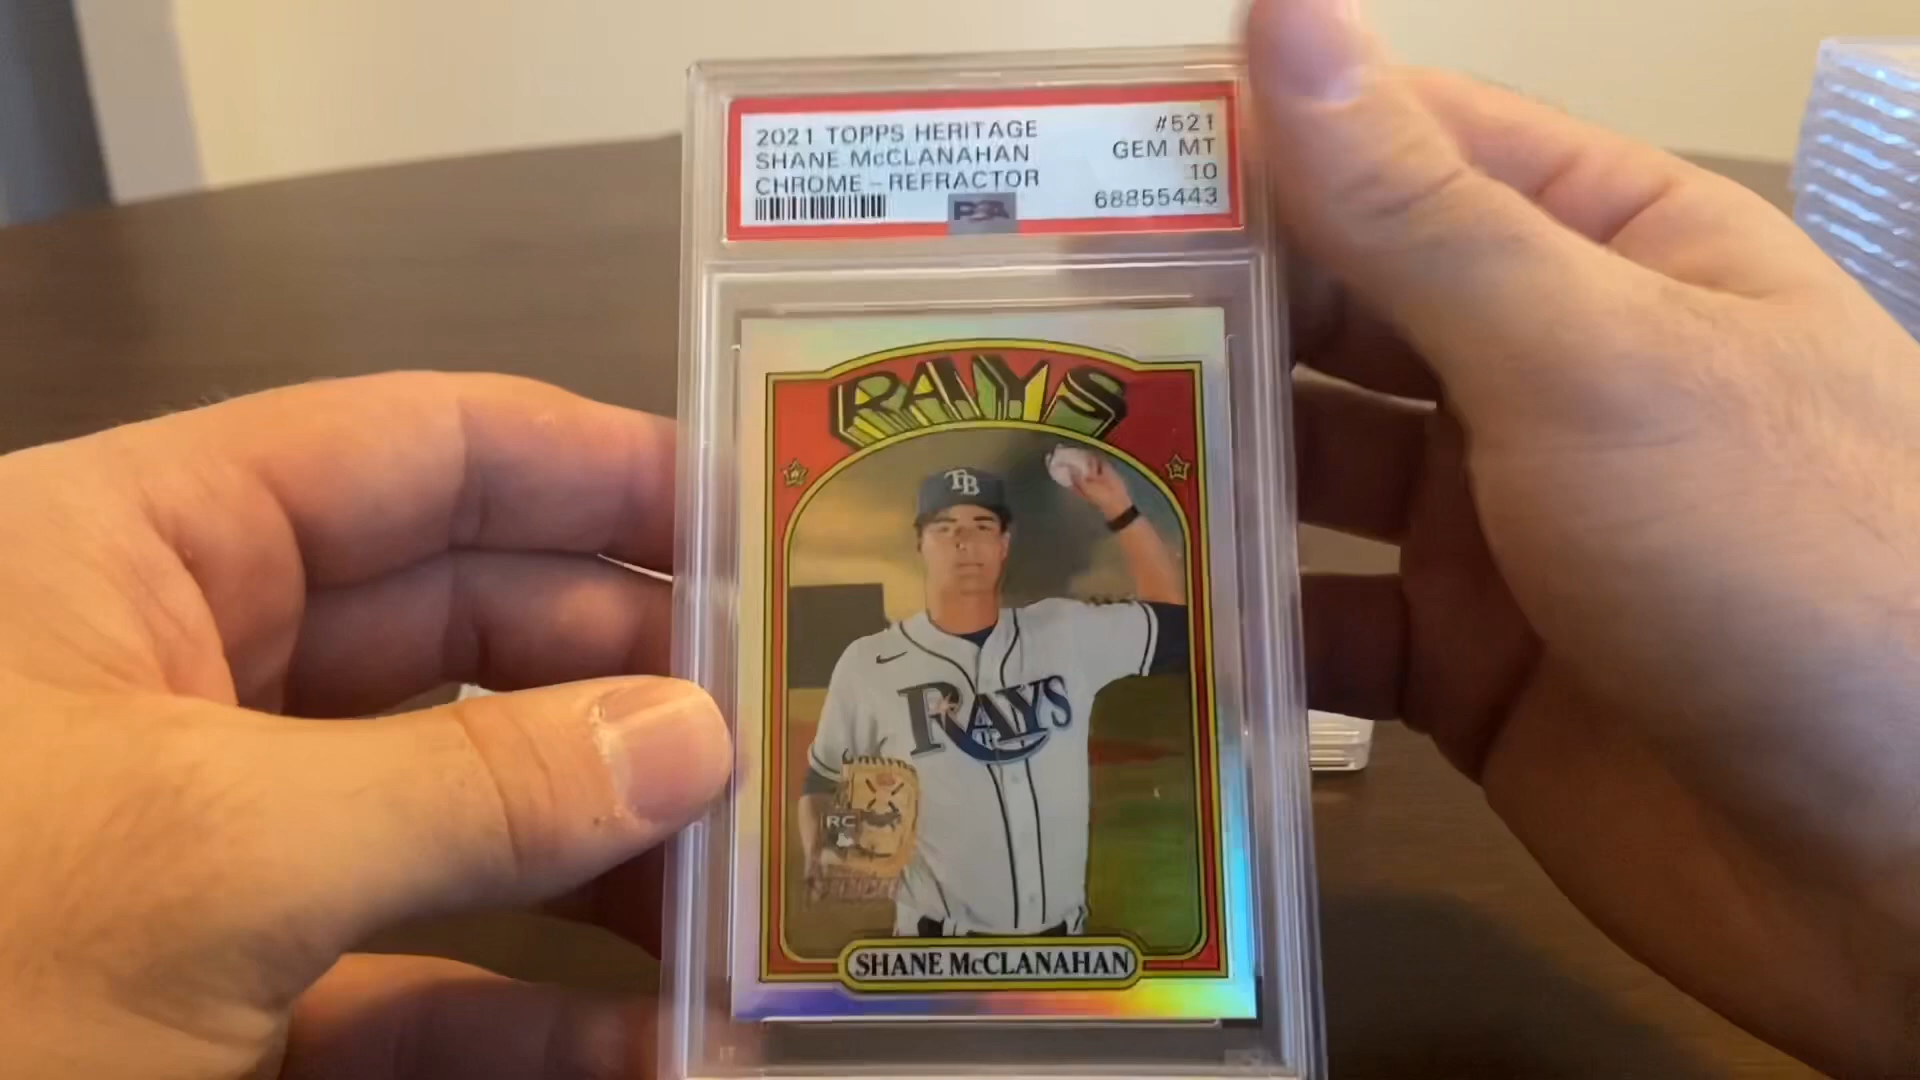 2021 TOPPS HERITAGE #521
SHANE McCLANAHAN GEM MT
CHROME - REFRACTOR 10
PSA 68855443
RAYS
TB
RAYS
RC
SHANE McCLANAHAN